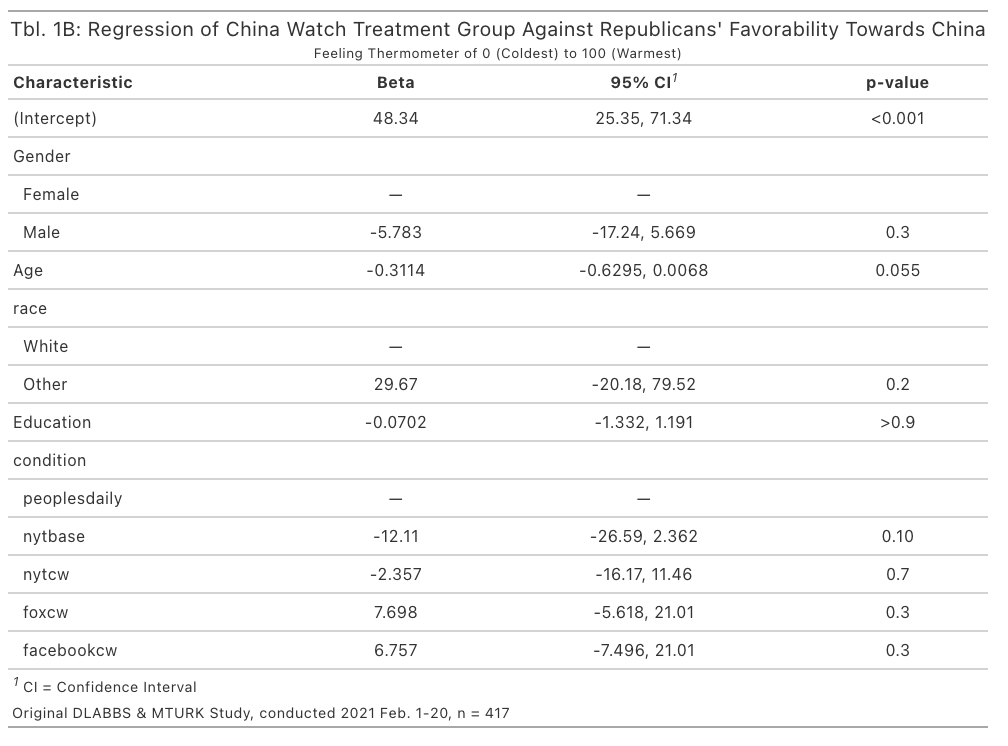 Tbl. 1B: Regression of China Watch Treatment Group Against Republicans' Favorability Towards China
Feeling Thermometer of 0 (Coldest) to 100 (Warmest)
Characteristic Beta 95% CI1 p-value
(Intercept) 48.34 25.35, 71.34 <0.001
Gender
Female — —
Male -5.783 -17.24, 5.669 0.3
Age -0.3114 -0.6295, 0.0068 0.055
race
White — —
Other 29.67 -20.18, 79.52 0.2
Education -0.0702 -1.332, 1.191 >0.9
condition
peoplesdaily — —
nytbase -12.11 -26.59, 2.362 0.10
nytcw -2.357 -16.17, 11.46 0.7
foxcw 7.698 -5.618, 21.01 0.3
facebookcw 6.757 -7.496, 21.01 0.3
1 CI = Confidence Interval
Original DLABBS & MTURK Study, conducted 2021 Feb. 1-20, n = 417